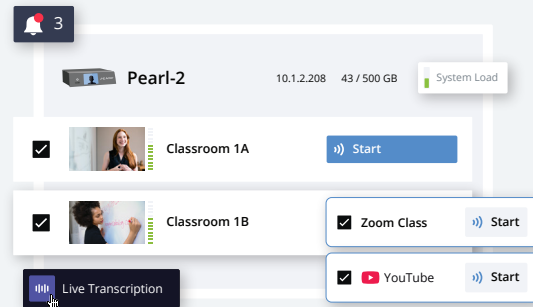 3
Pearl-2 10.1.2.208 43 / 500 GB System Load
Classroom 1A Start
Classroom 1B
Zoom Class Start
YouTube Start
Live Transcription